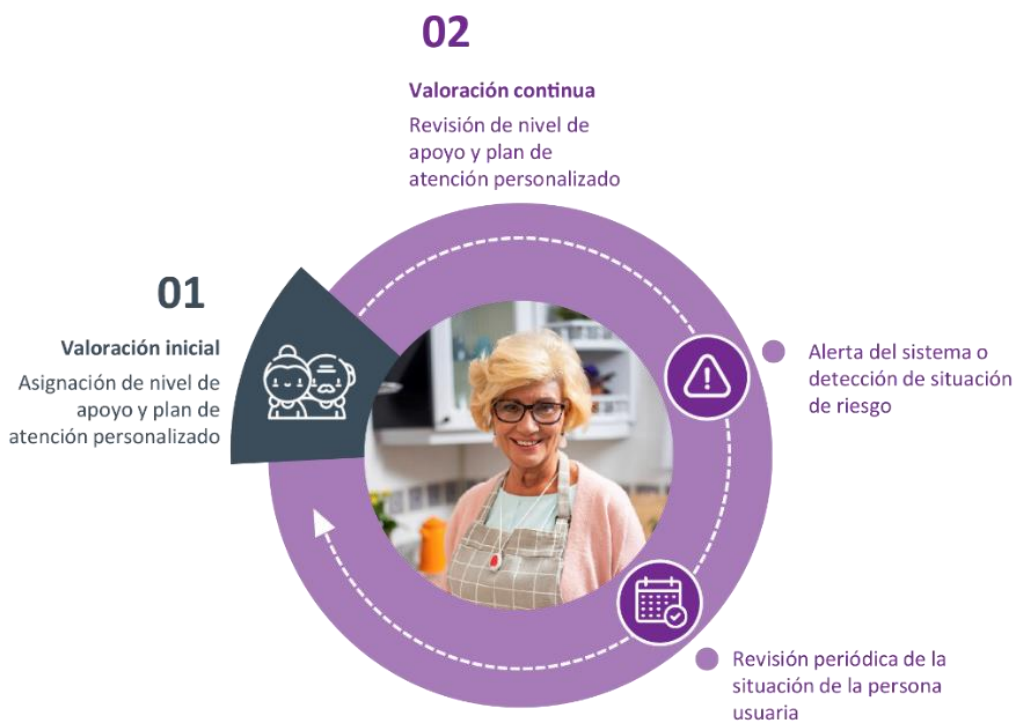 02
Valoración continua
Revisión de nivel de
apoyo y plan de
atención personalizado
01
Valoración inicial
Asignación de nivel de
apoyo y plan de
atención personalizado
Alerta del sistema o
detección de situación
de riesgo
Revisión periódica de la
situación de la persona
usuaria